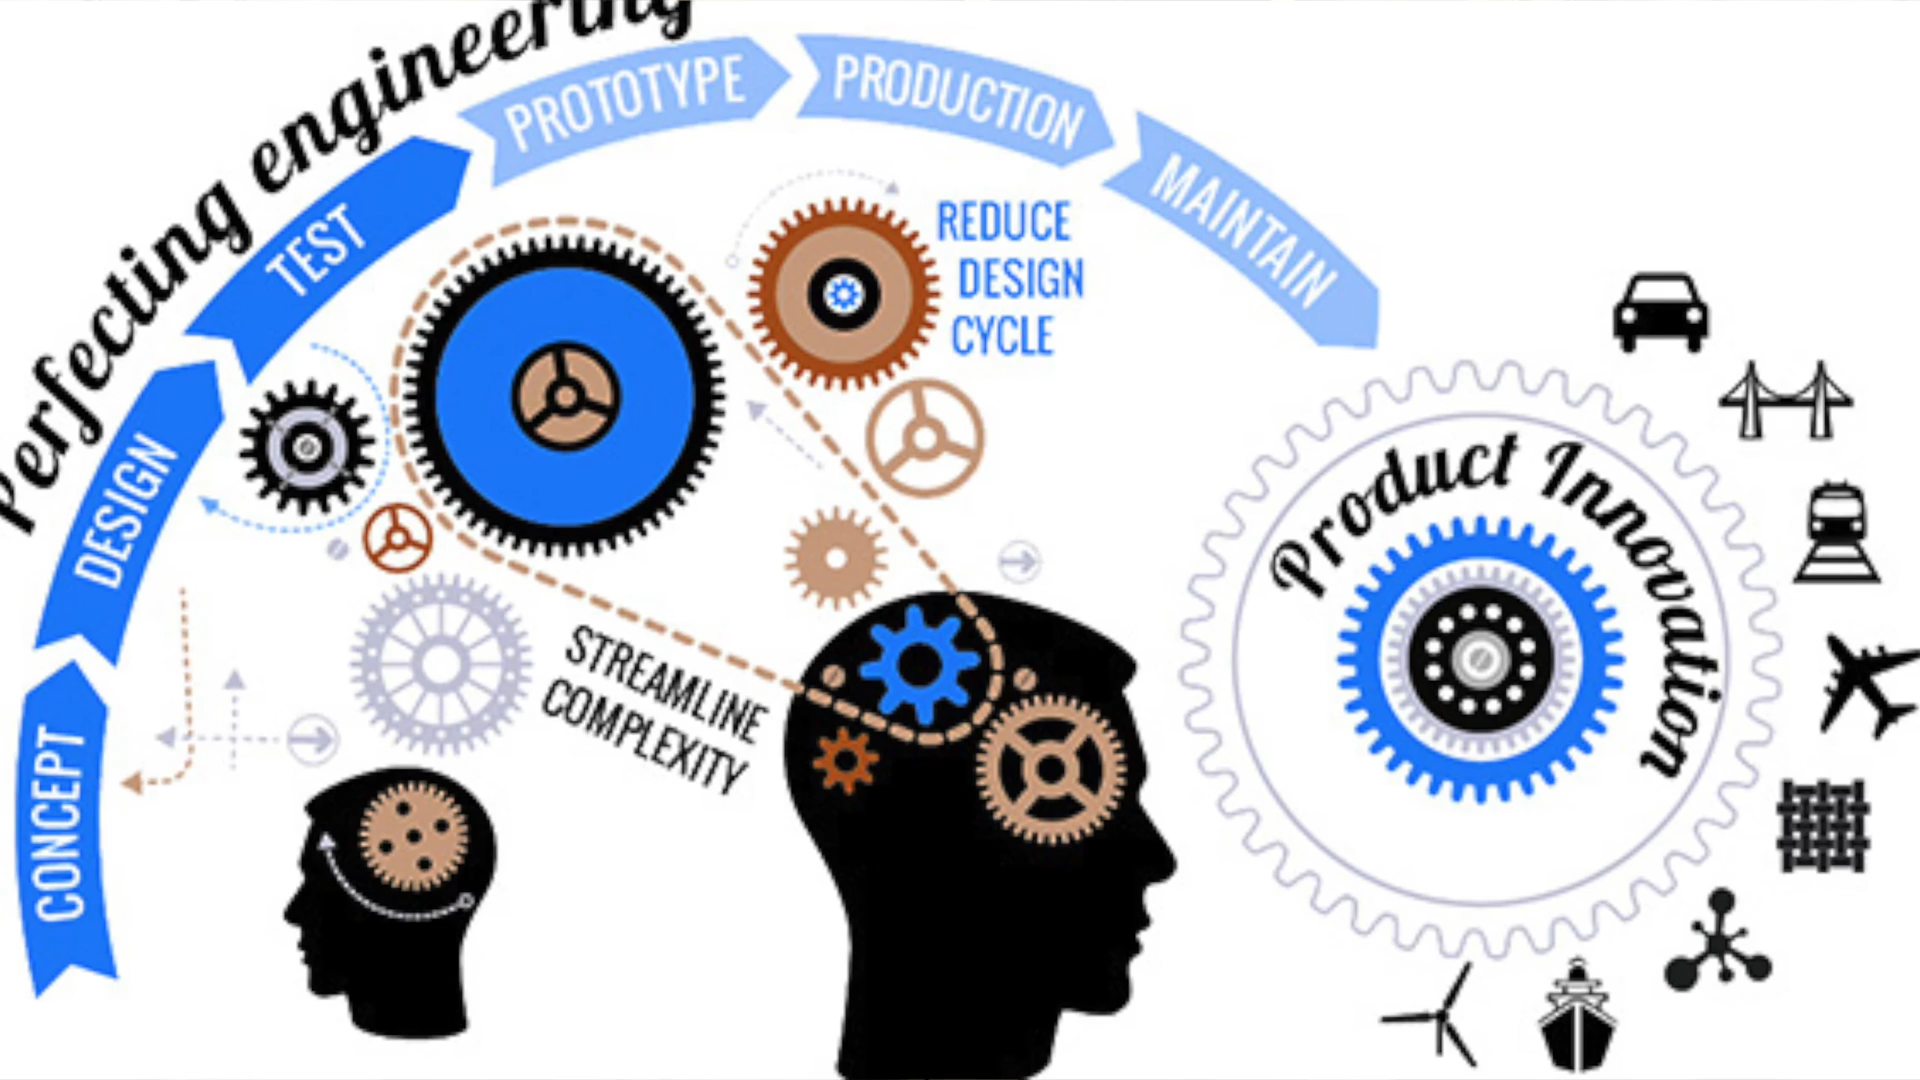 Perfecting engineering
CONCEPT
DESIGN
TEST
PROTOTYPE
PRODUCTION
MAINTAIN
REDUCE
DESIGN
CYCLE
STREAMLINE
COMPLEXITY
Product Innovation